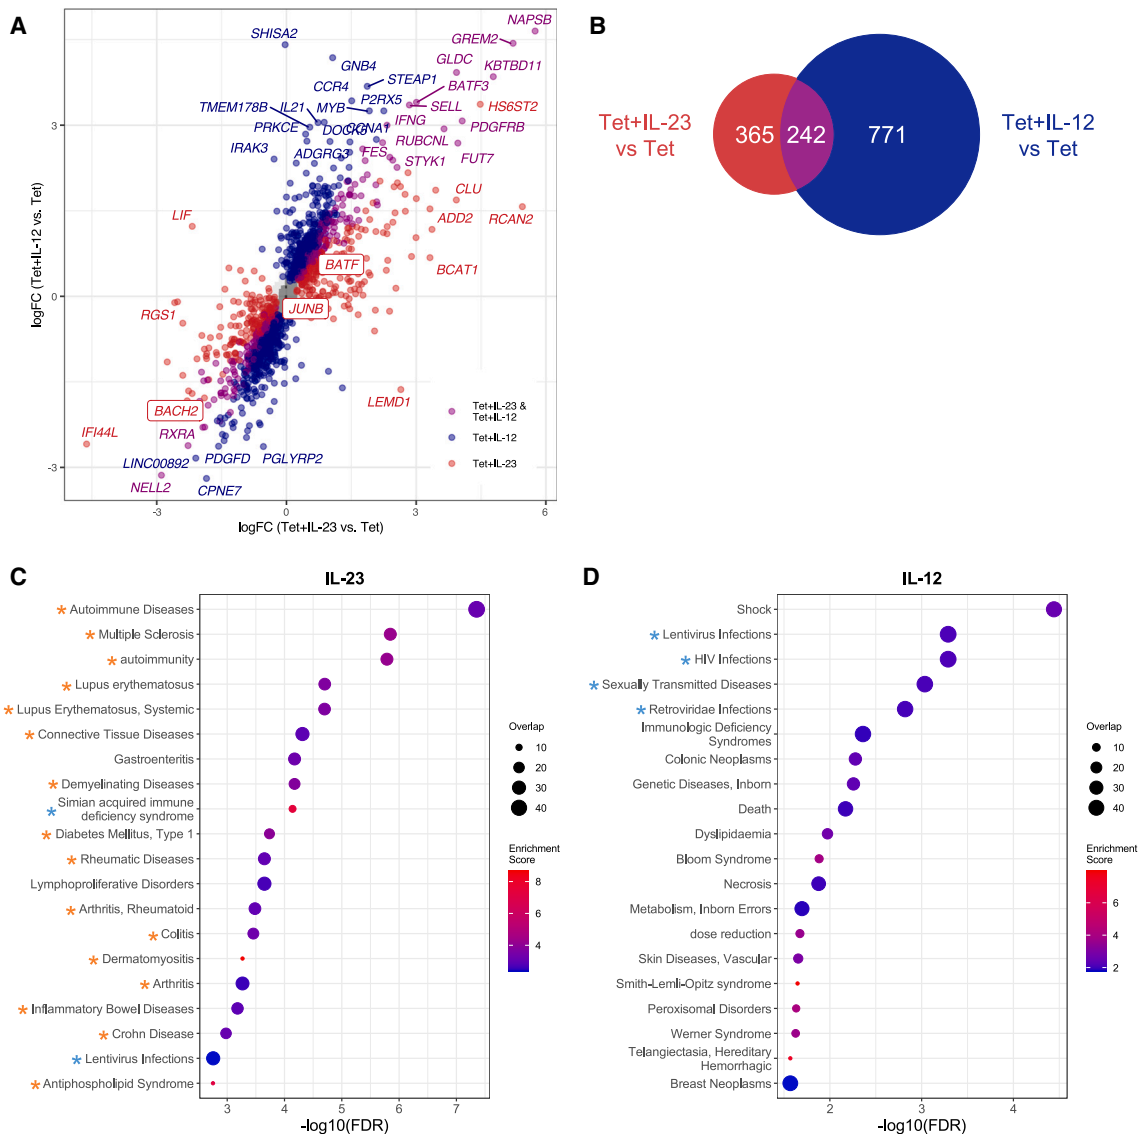 A
NAPSB
SHISA2
GREM2
GLDC
GNB4
KBTBD11
STEAP1
CCR4
BATF3
P2RX5
TMEM178B
IL21
MYB
SELL
HS6ST2
IFNG
PDGFRB
PRKCE
DOCK5
CCNA1
RUBCNL
IRAK3
ADGRG3
FES
STYK1
FUT7
CLU
LIF
ADD2
RCAN2
BATF
BCAT1
JUNB
RGS1
LEMD1
BACH2
IFI44L
RXRA
LINC00892
PDGFD
PGLYRP2
NELL2
CPNE7
Tet+IL-23 &
Tet+IL-12
Tet+IL-12
Tet+IL-23
3
0
-3
logFC (Tet+IL-12 vs. Tet)
-3
0
3
6
logFC (Tet+IL-23 vs. Tet)
B
Tet+IL-23
vs Tet
365
242
771
Tet+IL-12
vs Tet
C
IL-23
* Autoimmune Diseases
* Multiple Sclerosis
* autoimmunity
* Lupus erythematosus
* Lupus Erythematosus, Systemic
* Connective Tissue Diseases
Gastroenteritis
* Demyelinating Diseases
Simian acquired immune
* deficiency syndrome
* Diabetes Mellitus, Type 1
* Rheumatic Diseases
Lymphoproliferative Disorders
* Arthritis, Rheumatoid
* Colitis
* Dermatomyositis
* Arthritis
* Inflammatory Bowel Diseases
* Crohn Disease
* Lentivirus Infections
* Antiphospholipid Syndrome
3
4
5
6
7
-log10(FDR)
Overlap
10
20
30
40
Enrichment
Score
8
6
4
D
IL-12
Shock
* Lentivirus Infections
* HIV Infections
* Sexually Transmitted Diseases
* Retroviridae Infections
Immunologic Deficiency
Syndromes
Colonic Neoplasms
Genetic Diseases, Inborn
Death
Dyslipidaemia
Bloom Syndrome
Necrosis
Metabolism, Inborn Errors
dose reduction
Skin Diseases, Vascular
Smith-Lemli-Opitz syndrome
Peroxisomal Disorders
Werner Syndrome
Telangiectasia, Hereditary
Hemorrhagic
Breast Neoplasms
2
3
4
-log10(FDR)
Overlap
10
20
30
40
Enrichment
Score
6
4
2